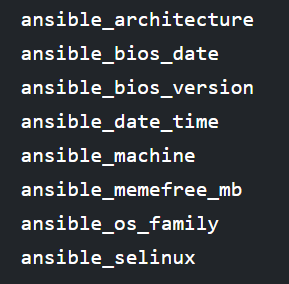 ansible_architecture
ansible_bios_date
ansible_bios_version
ansible_date_time
ansible_machine
ansible_memefree_mb
ansible_os_family
ansible_selinux